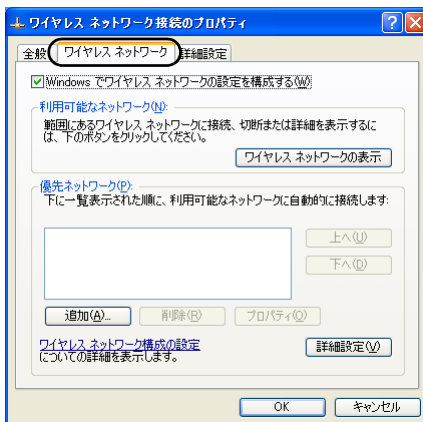 ワイヤレス ネットワーク接続のプロパティ
全般 ワイヤレス ネットワーク 詳細設定
Windows でワイヤレス ネットワークの設定を構成する(W)
利用可能なネットワーク(N):
範囲にあるワイヤレス ネットワークに接続、切断または詳細を表示するに
は、下のボタンをクリックしてください。
ワイヤレス ネットワークの表示
優先ネットワーク(P):
下に一覧表示された順に、利用可能なネットワークに自動的に接続します:
上へ(U)
下へ(D)
追加(A)... 削除(R) プロパティ(O)
ワイヤレス ネットワーク構成の設定
についての詳細を表示します。
詳細設定(V)
OK キャンセル